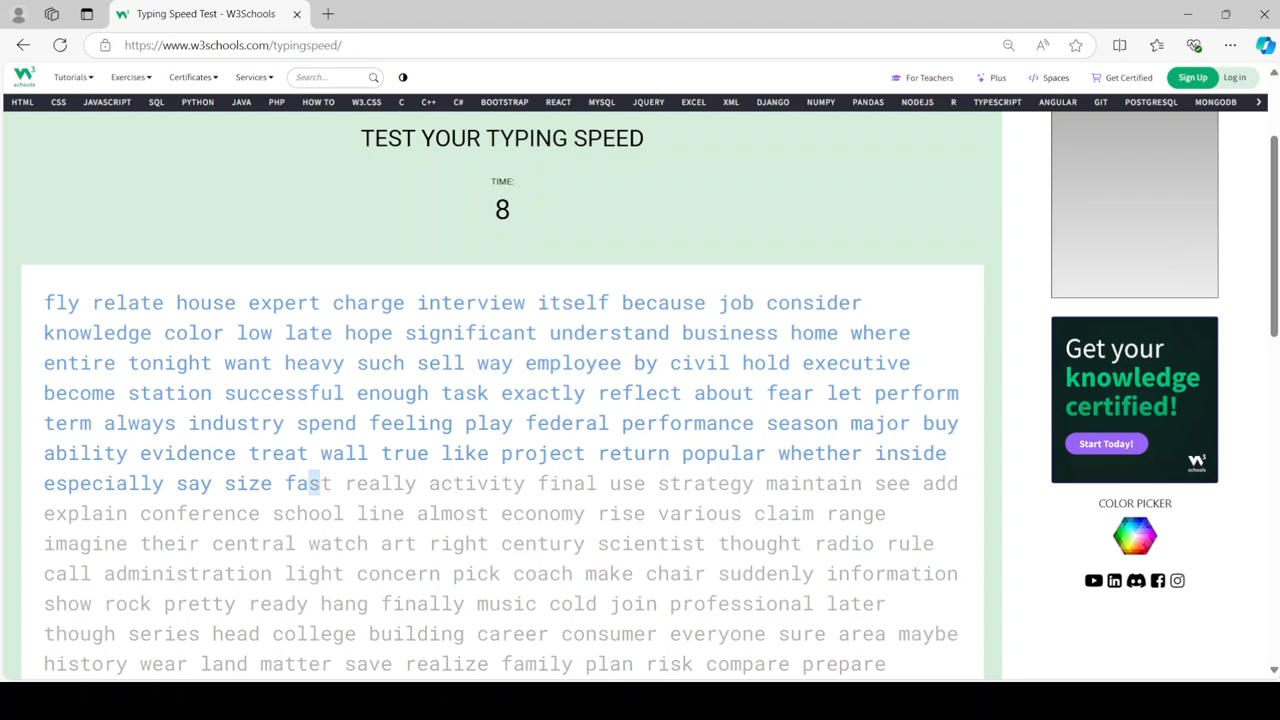 Typing Speed Test - W3Schools
https://www.w3schools.com/typingspeed/
W3 schools Tutorials Exercises Certificates Services Search... For Teachers Plus Spaces Get Certified Sign Up Log in
HTML CSS JAVASCRIPT SQL PYTHON JAVA PHP HOW TO W3.CSS C C++ C# BOOTSTRAP REACT MYSQL JQUERY EXCEL XML DJANGO NUMPY PANDAS NODEJS R TYPESCRIPT ANGULAR GIT POSTGRESQL MONGODB
TEST YOUR TYPING SPEED
TIME:
8
fly relate house expert charge interview itself because job consider
knowledge color low late hope significant understand business home where
entire tonight want heavy such sell way employee by civil hold executive
become station successful enough task exactly reflect about fear let perform
term always industry spend feeling play federal performance season major buy
ability evidence treat wall true like project return popular whether inside
especially say size fast really activity final use strategy maintain see add
explain conference school line almost economy rise various claim range
imagine their central watch art right century scientist thought radio rule
call administration light concern pick coach make chair suddenly information
show rock pretty ready hang finally music cold join professional later
though series head college building career consumer everyone sure area maybe
history wear land matter save realize family plan risk compare prepare
Get your
knowledge
certified!
Start Today!
W3
COLOR PICKER